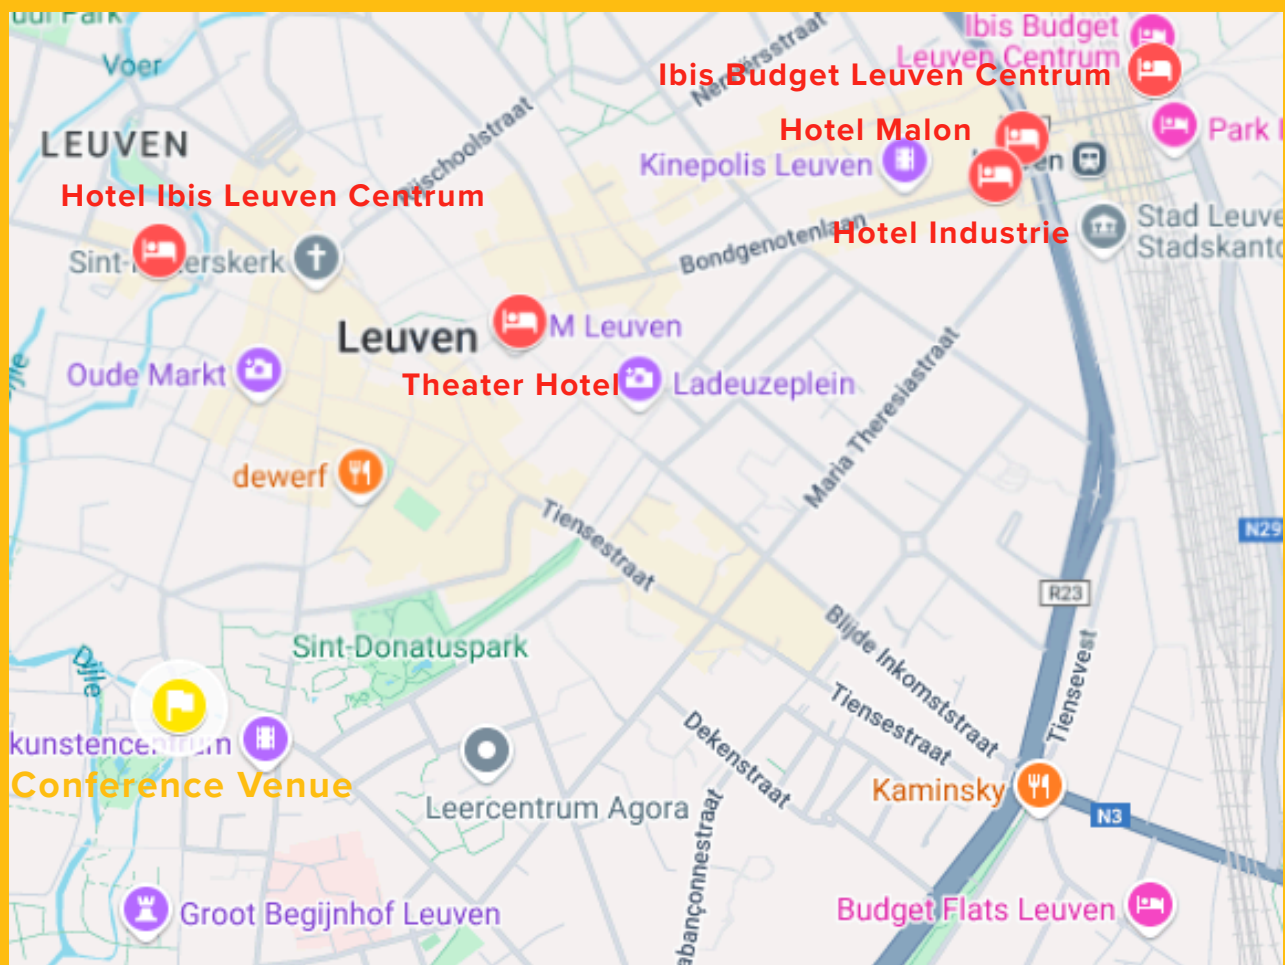 Voer
LEUVEN
Hotel Ibis Leuven Centrum
Oude Markt
Leuven
M Leuven
Theater Hotel
Ladeuzeplein
dewerf
Ibis Budget
Leuven Centrum
Ibis Budget Leuven Centrum
Hotel Malon
Kinepolis Leuven
Park
Hotel Industrie
Bondgenotenlaan
Stad Leuve
Stadskanto
Maria Theresiastraat
Tiensestraat
N29
R23
Sint-Donatuspark
Dijle
Blijde Inkomststraat
Tiensestraat
Tiensevest
Dekenstraat
kunstencentrum
Conference Venue
Leercentrum Agora
Kaminsky
N3
Groot Begijnhof Leuven
Budget Flats Leuven